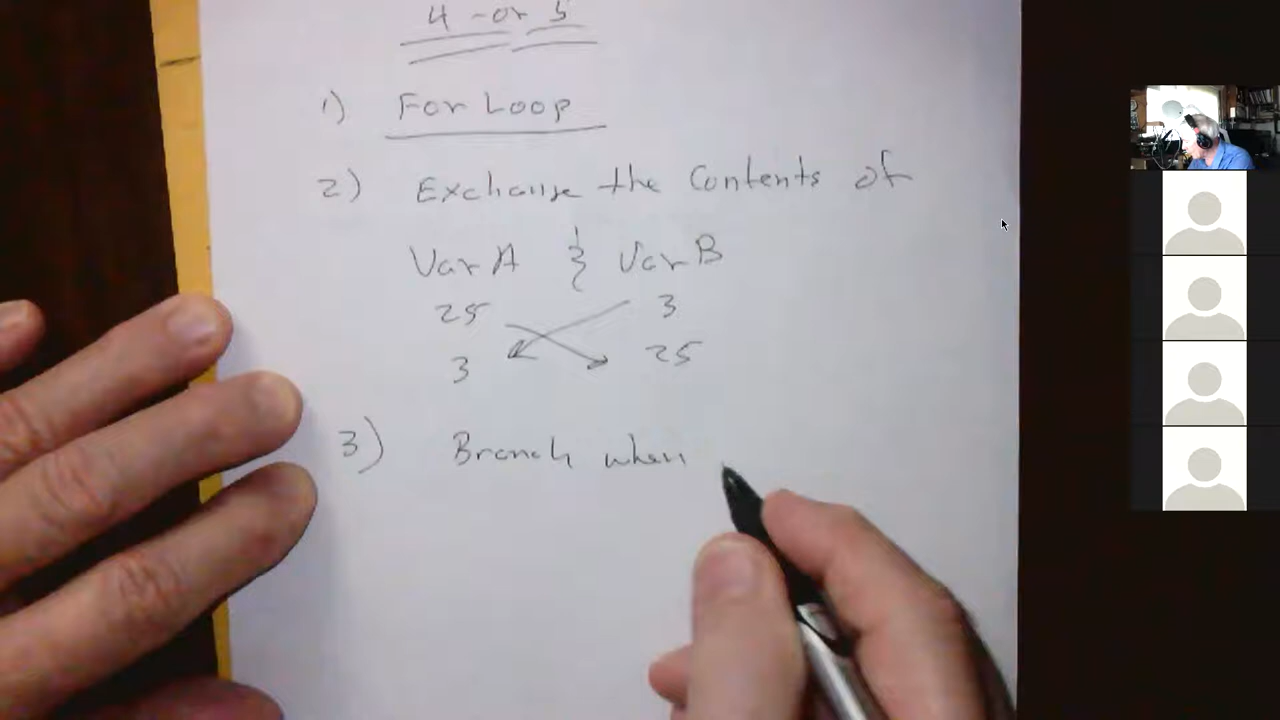 4 - or 5
1) For Loop
2) Exchange the Contents of
Var A & Var B
25 3
3 25
3) Branch when